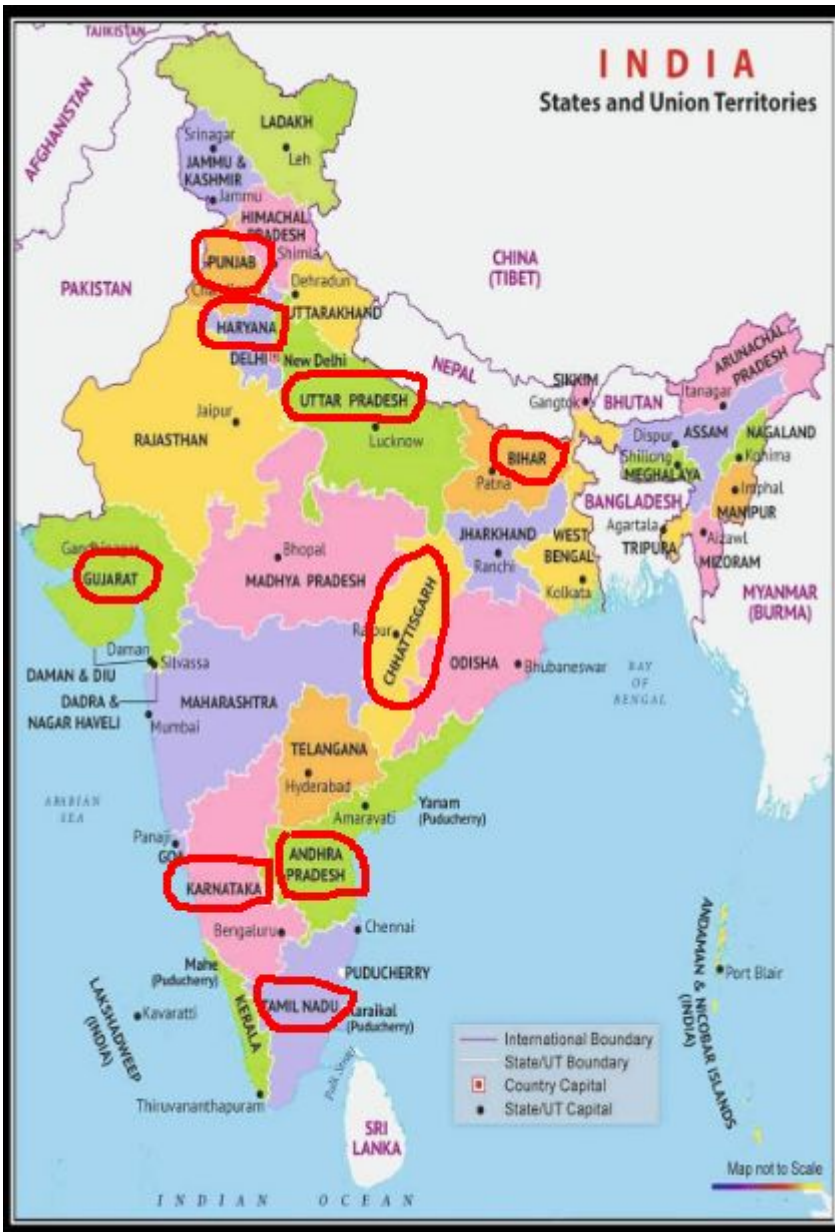 TAJIKISTAN
INDIA
States and Union Territories
AFGHANISTAN
LADAKH
Srinagar
Leh
JAMMU &
KASHMIR
Jammu
HIMACHAL
PRADESH
Shimla
PUNJAB
CHINA
(TIBET)
PAKISTAN
Dehradun
UTTARAKHAND
HARYANA
DELHI
New Delhi
NEPAL
ARUNACHAL
PRADESH
SIKKIM
Gangtok
BHUTAN
Itanagar
UTTAR PRADESH
Jaipur
RAJASTHAN
Lucknow
BIHAR
Patna
Dispur
ASSAM
NAGALAND
Shillong
Kohima
MEGHALAYA
Imphal
BANGLADESH
MANIPUR
Agartala
Aizawl
TRIPURA
MIZORAM
JHARKHAND
Ranchi
WEST
BENGAL
Kolkata
Gandhinagar
GUJARAT
Bhopal
MADHYA PRADESH
MYANMAR
(BURMA)
CHHATTISGARH
Raipur
Daman
Silvassa
DAMAN & DIU
DADRA &
NAGAR HAVELI
ODISHA
Bhubaneswar
BAY
OF
BENGAL
MAHARASHTRA
Mumbai
TELANGANA
Hyderabad
ARABIAN
SEA
Amaravati
Yanam
(Puducherry)
Panaji
GOA
ANDHRA
PRADESH
KARNATAKA
Bengaluru
Chennai
Mahe
(Puducherry)
PUDUCHERRY
TAMIL NADU
Karaikal
(Puducherry)
KERALA
LAKSHADWEEP
(INDIA)
Kavaratti
ANDAMAN & NICOBAR ISLANDS
(INDIA)
Port Blair
Thiruvananthapuram
Palk Strait
SRI
LANKA
International Boundary
State/UT Boundary
Country Capital
State/UT Capital
Map not to Scale
INDIAN OCEAN